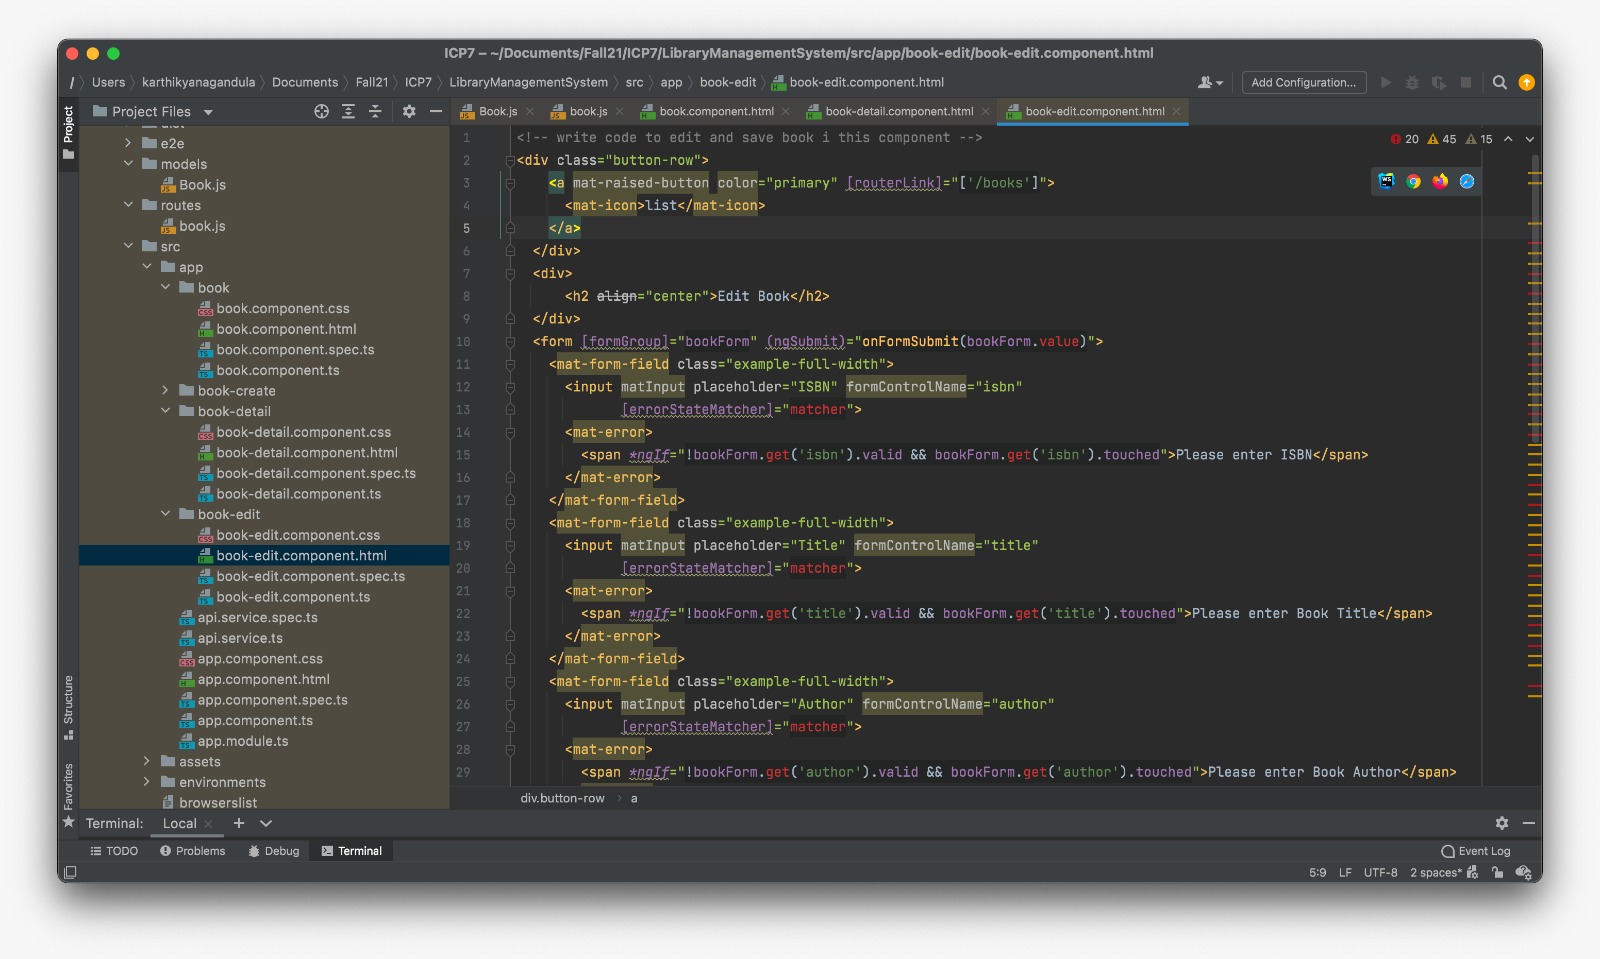 ICP7 – ~/Documents/Fall21/ICP7/LibraryManagementSystem/src/app/book-edit/book-edit.component.html
/ Users karthikyanagandula Documents Fall21 ICP7 LibraryManagementSystem src app book-edit book-edit.component.html Add Configuration...
Project Files Book.js book.js book.component.html book-detail.component.html book-edit.component.html
Project
Structure
Favorites
e2e
models
Book.js
routes
book.js
src
app
book
book.component.css
book.component.html
book.component.spec.ts
book.component.ts
book-create
book-detail
book-detail.component.css
book-detail.component.html
book-detail.component.spec.ts
book-detail.component.ts
book-edit
book-edit.component.css
book-edit.component.html
book-edit.component.spec.ts
book-edit.component.ts
api.service.spec.ts
api.service.ts
app.component.css
app.component.html
app.component.spec.ts
app.component.ts
app.module.ts
assets
environments
browserslist
20 45 15
1 <!-- write code to edit and save book i this component -->
2 <div class="button-row">
3 <a mat-raised-button color="primary" [routerLink]="['/books']">
4 <mat-icon>list</mat-icon>
5 </a>
6 </div>
7 <div>
8 <h2 align="center">Edit Book</h2>
9 </div>
10 <form [formGroup]="bookForm" (ngSubmit)="onFormSubmit(bookForm.value)">
11 <mat-form-field class="example-full-width">
12 <input matInput placeholder="ISBN" formControlName="isbn"
13 [errorStateMatcher]="matcher">
14 <mat-error>
15 <span *ngIf="!bookForm.get('isbn').valid && bookForm.get('isbn').touched">Please enter ISBN</span>
16 </mat-error>
17 </mat-form-field>
18 <mat-form-field class="example-full-width">
19 <input matInput placeholder="Title" formControlName="title"
20 [errorStateMatcher]="matcher">
21 <mat-error>
22 <span *ngIf="!bookForm.get('title').valid && bookForm.get('title').touched">Please enter Book Title</span>
23 </mat-error>
24 </mat-form-field>
25 <mat-form-field class="example-full-width">
26 <input matInput placeholder="Author" formControlName="author"
27 [errorStateMatcher]="matcher">
28 <mat-error>
29 <span *ngIf="!bookForm.get('author').valid && bookForm.get('author').touched">Please enter Book Author</span>
div.button-row a
Terminal: Local
TODO Problems Debug Terminal Event Log
5:9 LF UTF-8 2 spaces*